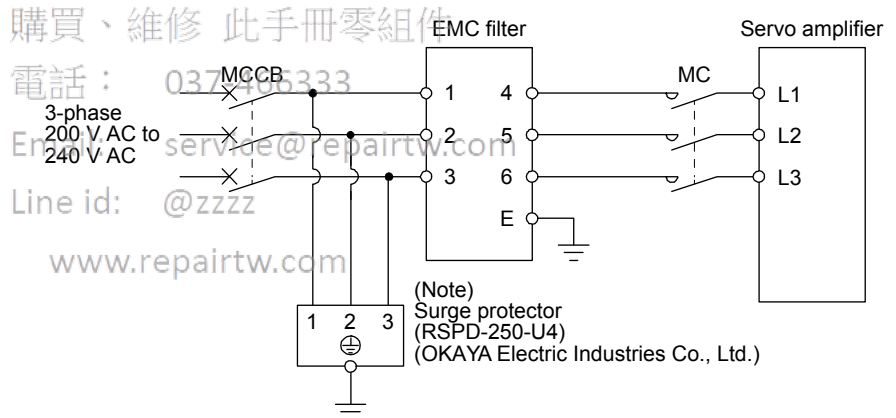 購買、維修 此手冊零組件
EMC filter
Servo amplifier
電話： 037-466333
MCCB
MC
1 4 L1
3-phase
200 V AC to
240 V AC
2 5 L2
Email: service@repairtw.com
3 6 L3
Line id: @zzzz
E
www.repairtw.com
(Note)
Surge protector
(RSPD-250-U4)
(OKAYA Electric Industries Co., Ltd.)
1 2 3